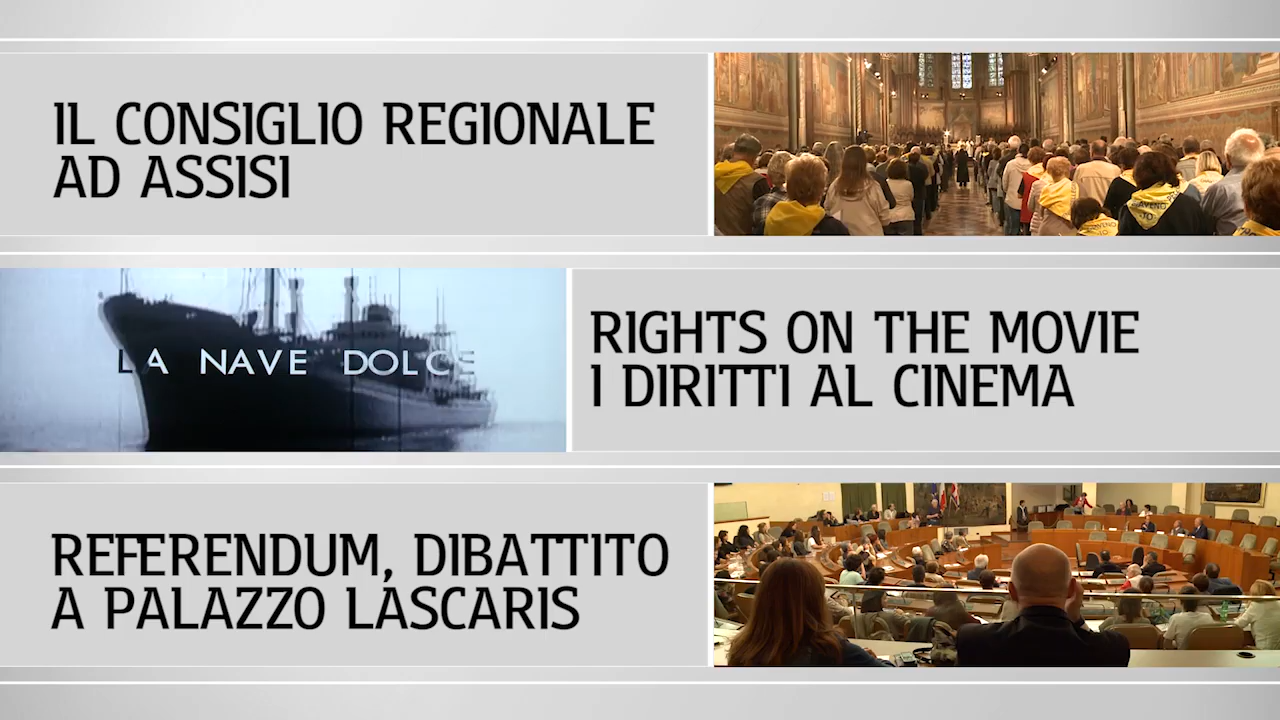 IL CONSIGLIO REGIONALE
AD ASSISI
LA NAVE DOLCE
RIGHTS ON THE MOVIE
I DIRITTI AL CINEMA
REFERENDUM, DIBATTITO
A PALAZZO LASCARIS